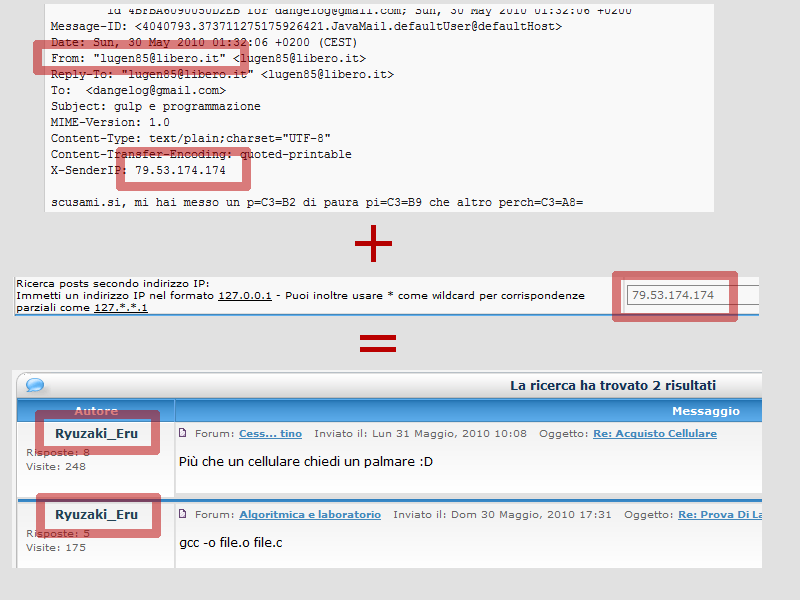 id 4BFBA6090050D2EB for dangelog@gmail.com; Sun, 30 May 2010 01:32:06 +0200
Message-ID: <4040793.373711275175926421.JavaMail.defaultUser@defaultHost>
Date: Sun, 30 May 2010 01:32:06 +0200 (CEST)
From: "lugen85@libero.it" <lugen85@libero.it>
Reply-To: "lugen85@libero.it" <lugen85@libero.it>
To:  <dangelog@gmail.com>
Subject: gulp e programmazione
MIME-Version: 1.0
Content-Type: text/plain;charset="UTF-8"
Content-Transfer-Encoding: quoted-printable
X-SenderIP: 79.53.174.174
scusami.si, mi hai messo un p=C3=B2 di paura pi=C3=B9 che altro perch=C3=A8=
+
Ricerca posts secondo indirizzo IP:
Immetti un indirizzo IP nel formato 127.0.0.1 - Puoi inoltre usare * come wildcard per corrispondenze
parziali come 127.*.*.1
79.53.174.174
=
La ricerca ha trovato 2 risultati
Autore Messaggio
Ryuzaki_Eru
Risposte: 8
Visite: 248
Forum: Cess... tino Inviato il: Lun 31 Maggio, 2010 10:08 Oggetto: Re: Acquisto Cellulare
Più che un cellulare chiedi un palmare :D
Ryuzaki_Eru
Risposte: 5
Visite: 175
Forum: Algoritmica e laboratorio Inviato il: Dom 30 Maggio, 2010 17:31 Oggetto: Re: Prova Di La
gcc -o file.o file.c